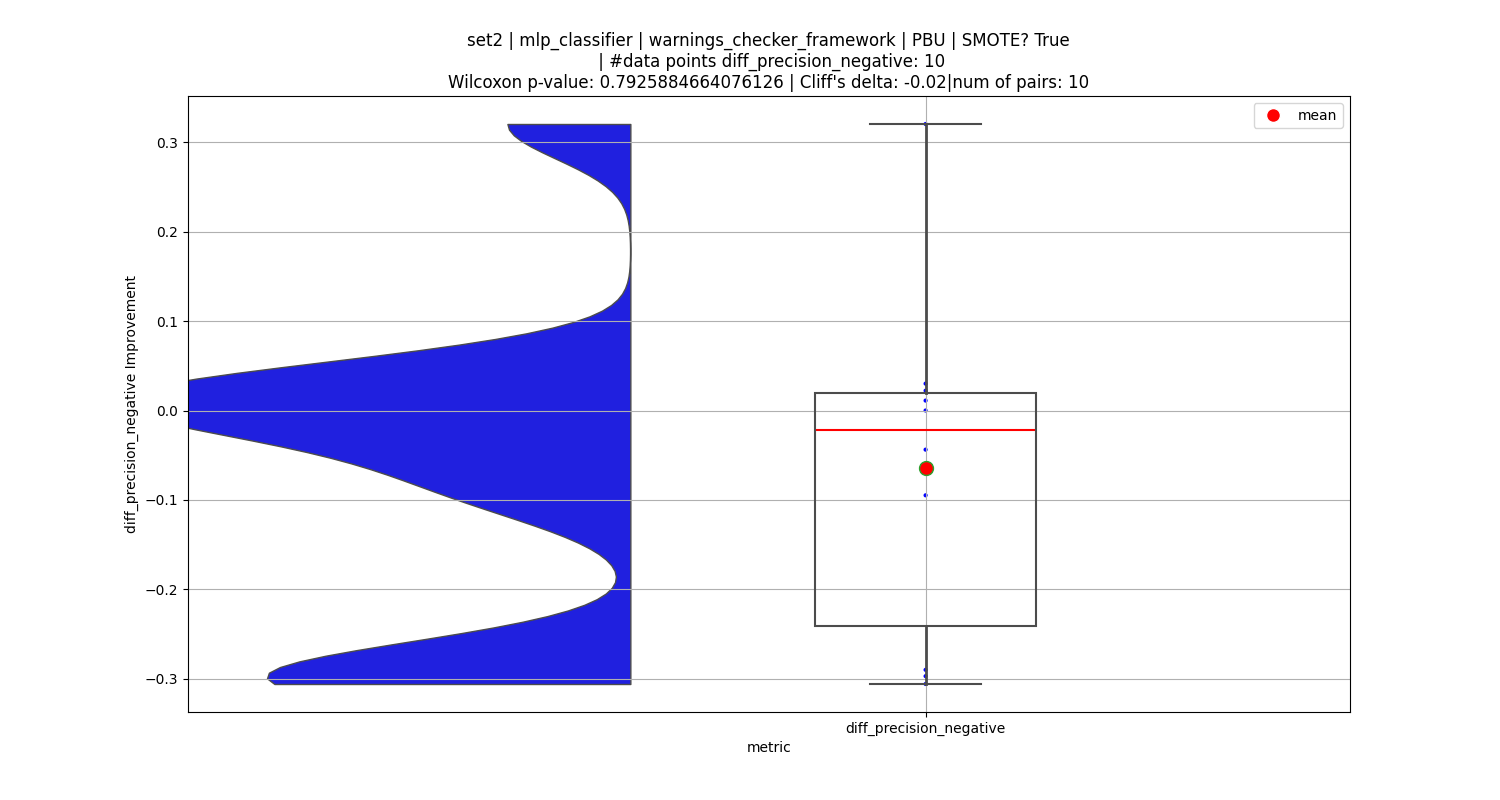 set2 | mlp_classifier | warnings_checker_framework | PBU | SMOTE? True
| #data points diff_precision_negative: 10
Wilcoxon p-value: 0.7925884664076126 | Cliff's delta: -0.02|num of pairs: 10
mean
0.3
0.2
0.1
0.0
−0.1
−0.2
−0.3
diff_precision_negative Improvement
diff_precision_negative
metric